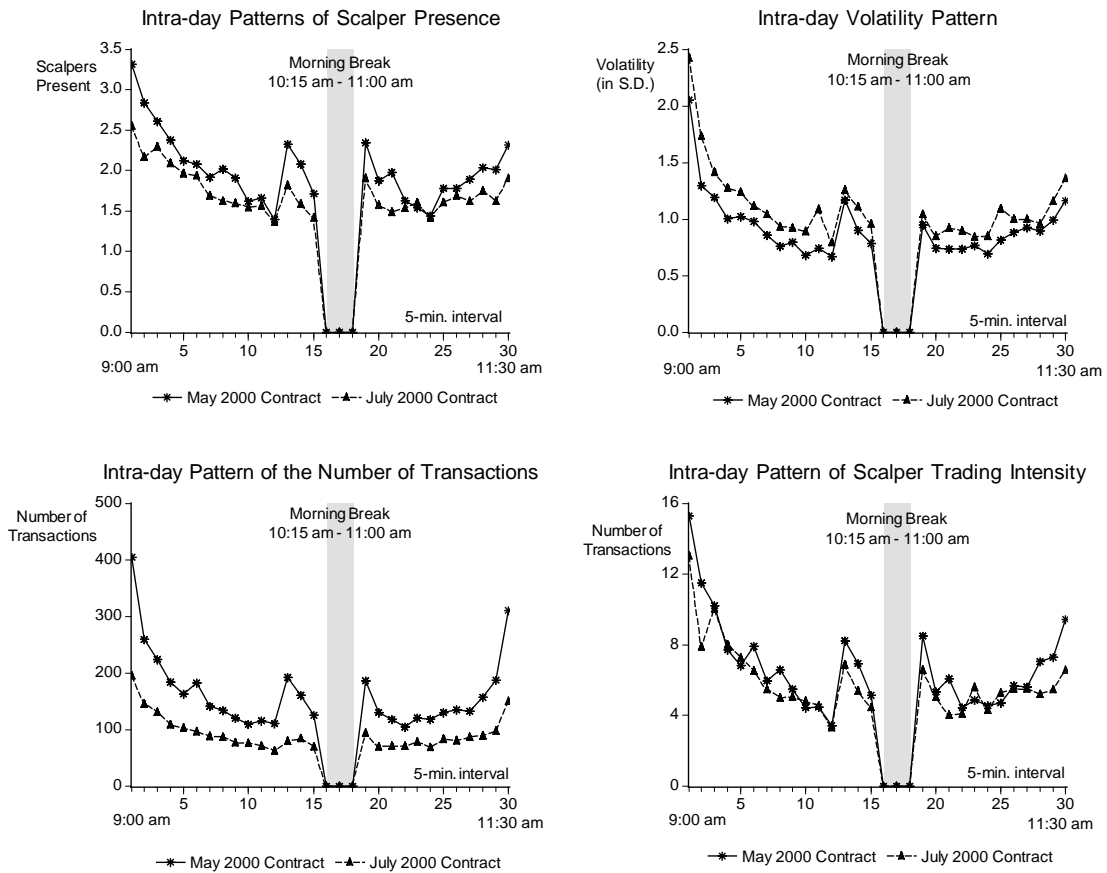 Intra-day Patterns of Scalper Presence
Scalpers
Present
Morning Break
10:15 am - 11:00 am
3.5
3.0
2.5
2.0
1.5
1.0
0.5
0.0
5-min. interval
5 10 15 20 25 30
9:00 am 11:30 am
May 2000 Contract July 2000 Contract
Intra-day Volatility Pattern
Volatility
(in S.D.)
Morning Break
10:15 am - 11:00 am
2.5
2.0
1.5
1.0
0.5
0.0
5-min. interval
5 10 15 20 25 30
9:00 am 11:30 am
May 2000 Contract July 2000 Contract
Intra-day Pattern of the Number of Transactions
Number of
Transactions
Morning Break
10:15 am - 11:00 am
500
400
300
200
100
0
5-min. interval
5 10 15 20 25 30
9:00 am 11:30 am
May 2000 Contract July 2000 Contract
Intra-day Pattern of Scalper Trading Intensity
Number of
Transactions
Morning Break
10:15 am - 11:00 am
16
12
8
4
0
5-min. interval
5 10 15 20 25 30
9:00 am 11:30 am
May 2000 Contract July 2000 Contract